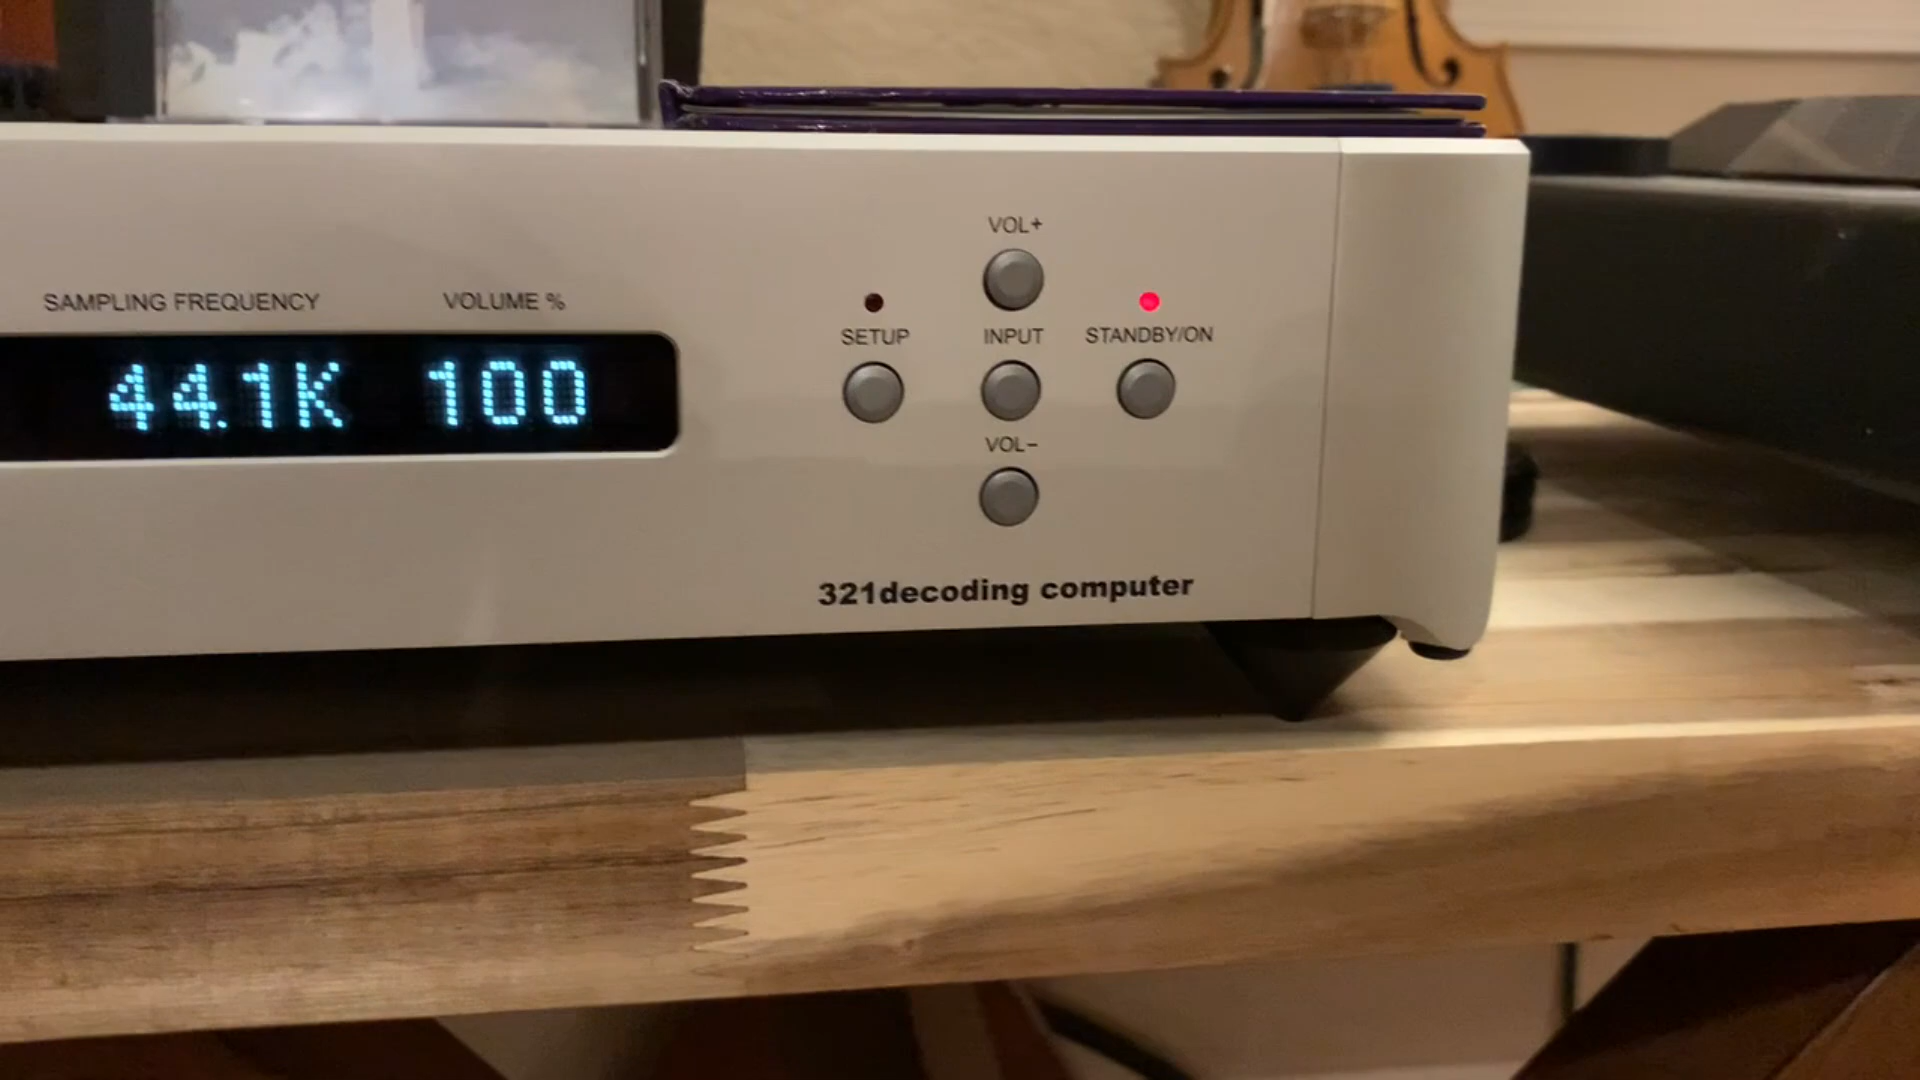 VOL+
SAMPLING FREQUENCY VOLUME %
SETUP INPUT STANDBY/ON
44.1K 100
VOL−
321decoding computer